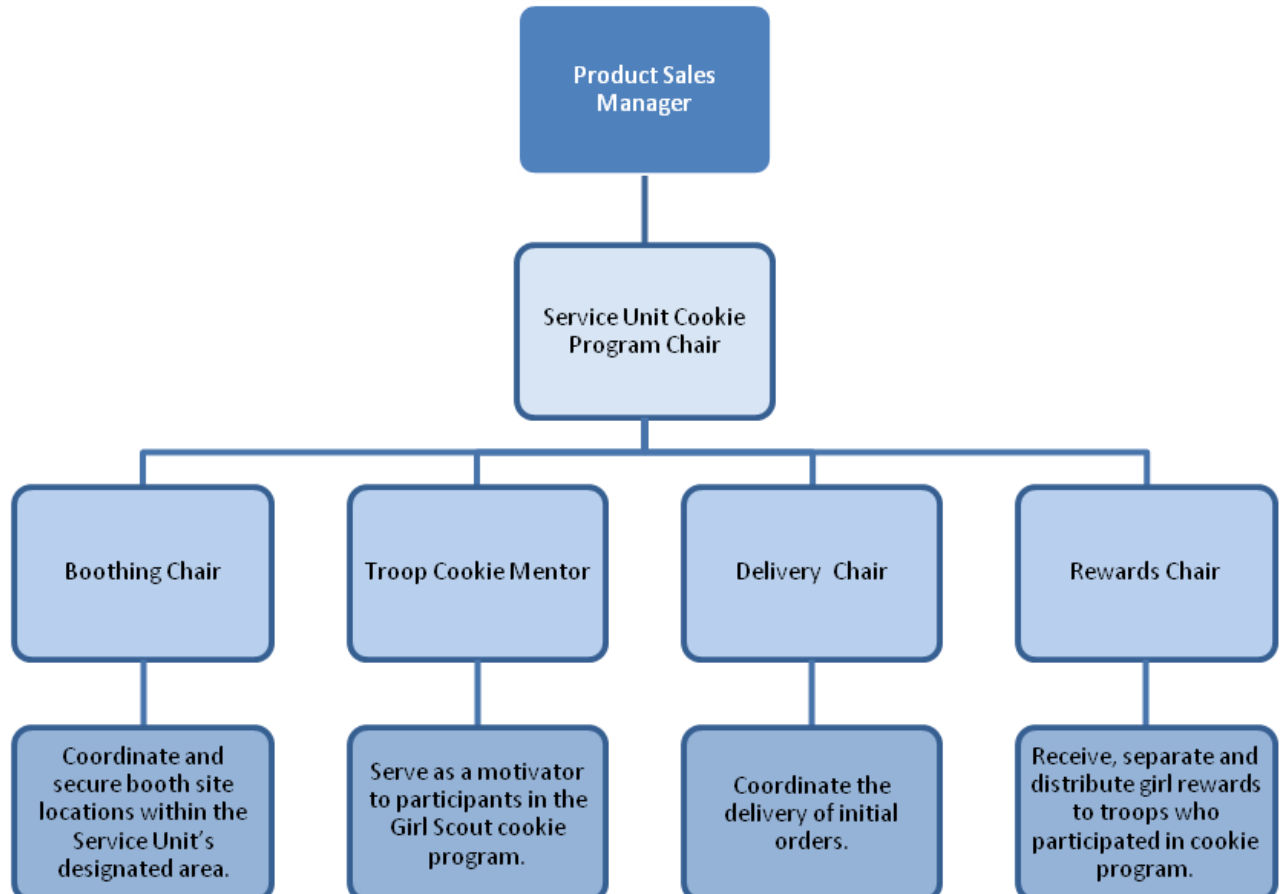 Product Sales
Manager
Service Unit Cookie
Program Chair
Boothing Chair
Troop Cookie Mentor
Delivery Chair
Rewards Chair
Coordinate and
secure booth site
locations within the
Service Unit's
designated area.
Serve as a motivator
to participants in the
Girl Scout cookie
program.
Coordinate the
delivery of initial
orders.
Receive, separate and
distribute girl rewards
to troops who
participated in cookie
program.